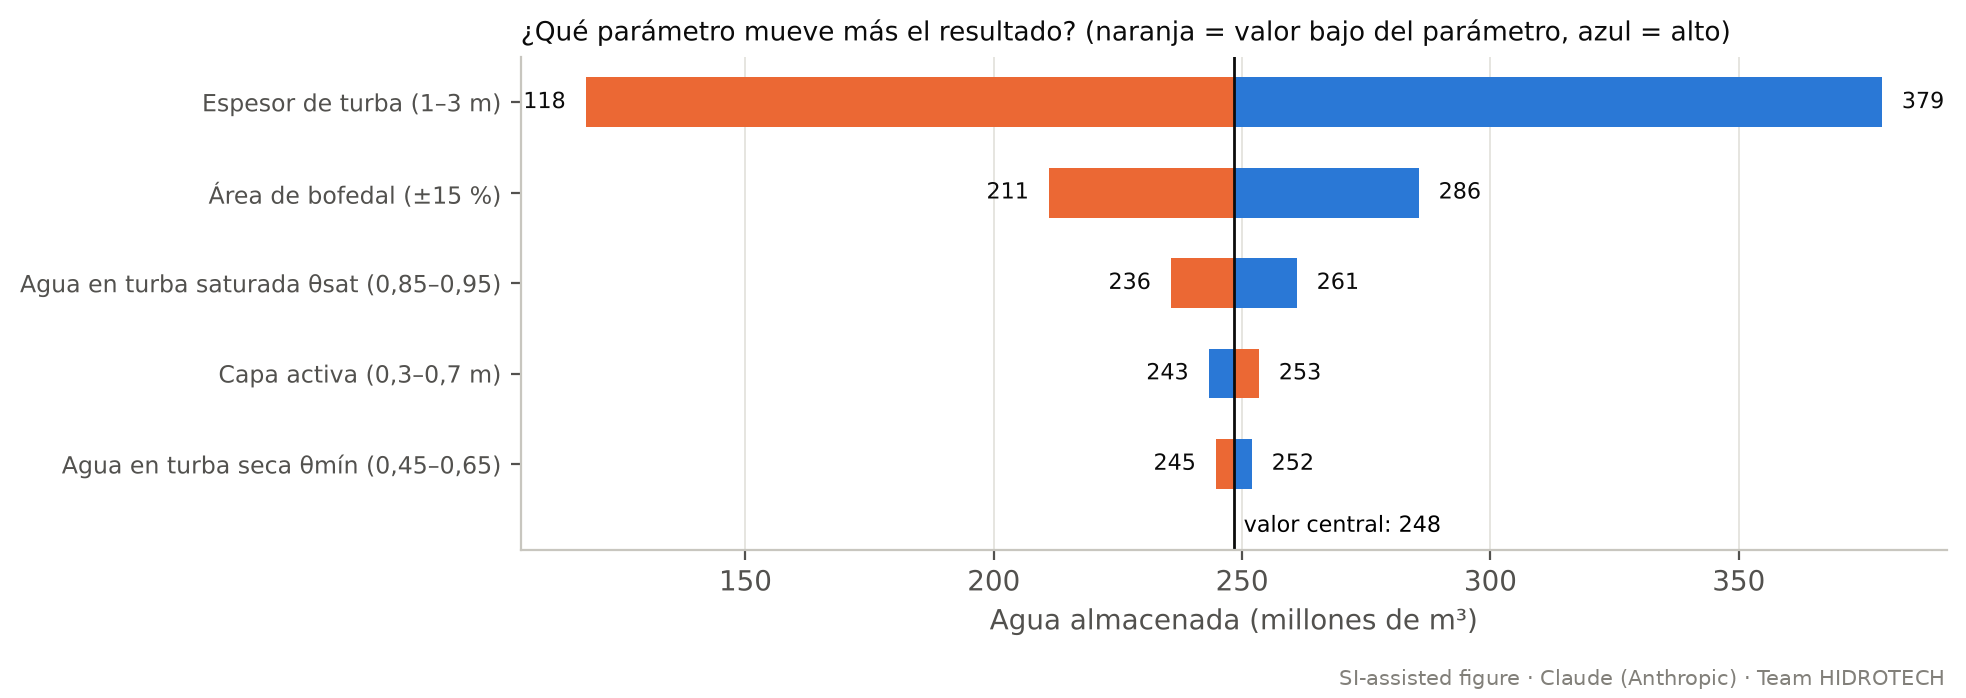 ¿Qué parámetro mueve más el resultado? (naranja = valor bajo del parámetro, azul = alto)
Espesor de turba (1–3 m)
118
379
Área de bofedal (±15 %)
211
286
Agua en turba saturada θsat (0,85–0,95)
236
261
Capa activa (0,3–0,7 m)
243
253
Agua en turba seca θmín (0,45–0,65)
245
252
valor central: 248
150
200
250
300
350
Agua almacenada (millones de m³)
SI-assisted figure · Claude (Anthropic) · Team HIDROTECH